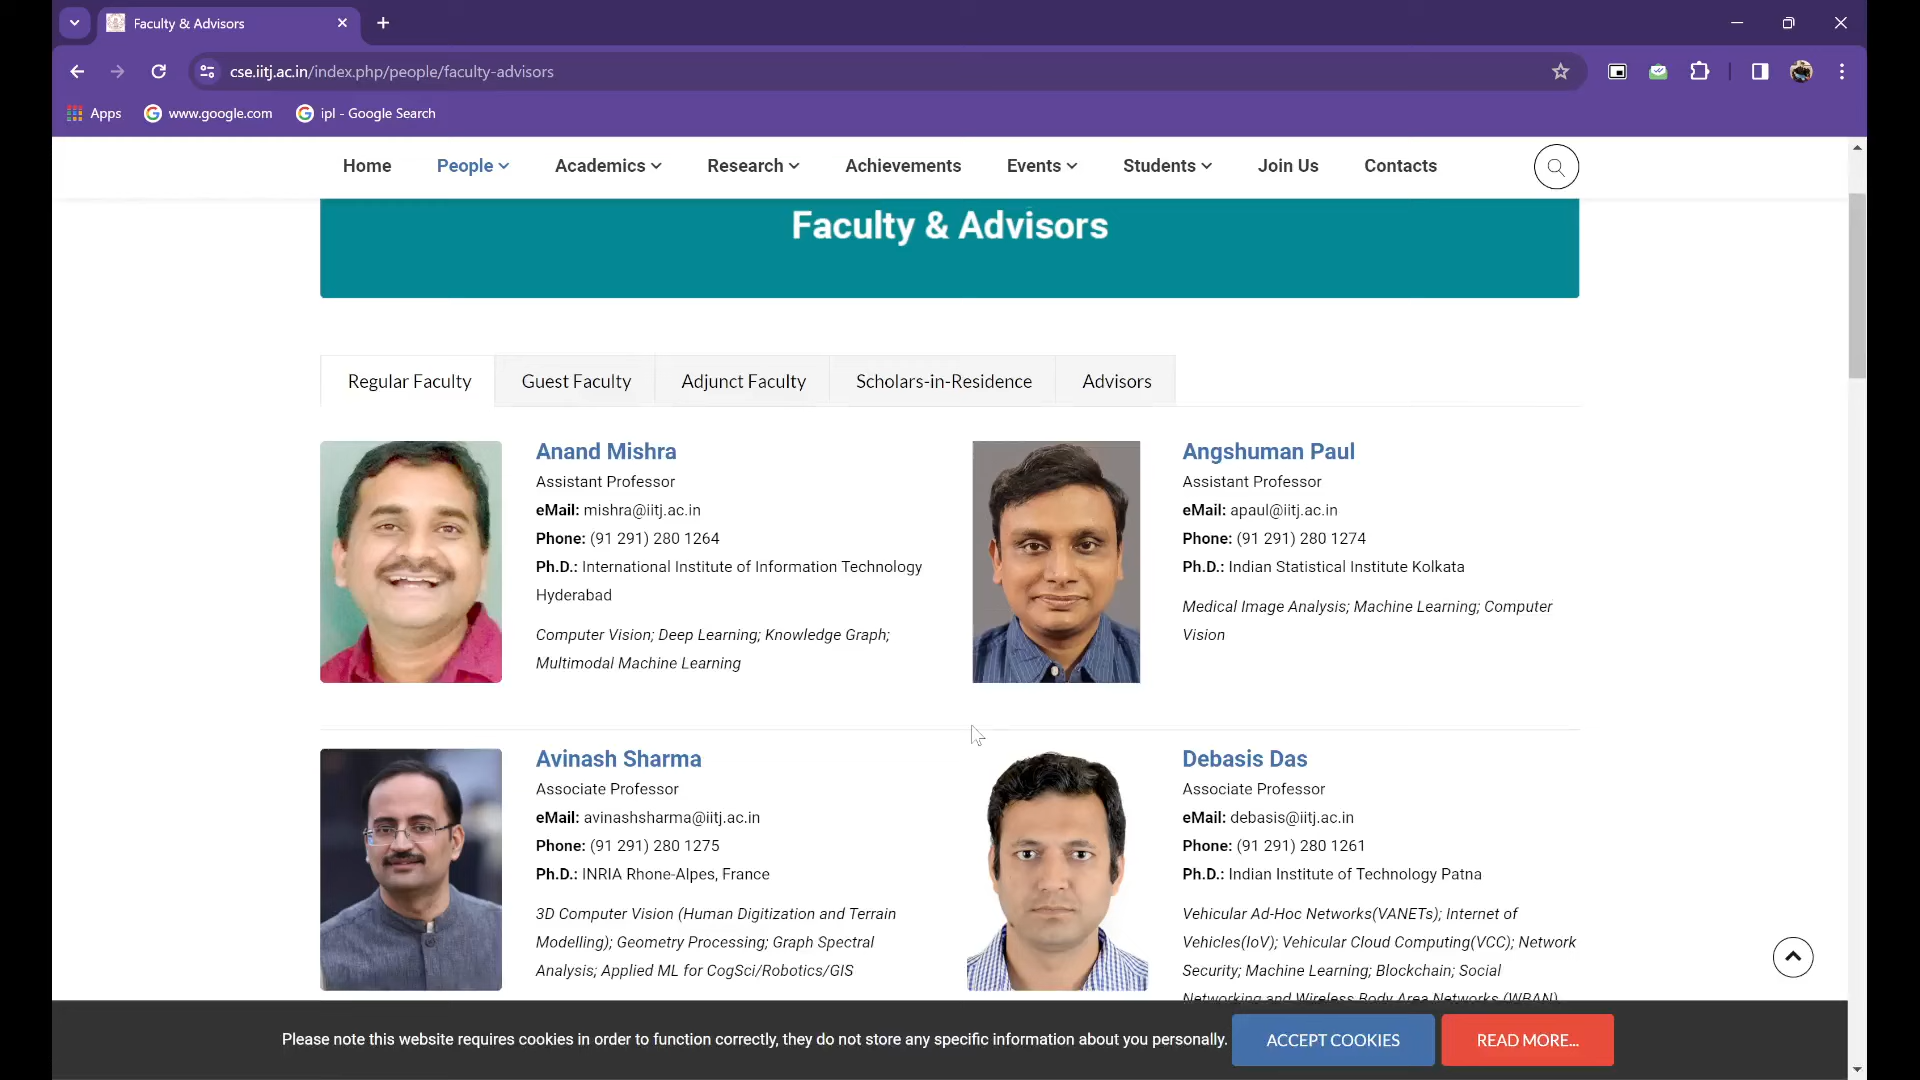 Faculty & Advisors
cse.iitj.ac.in/index.php/people/faculty-advisors
Apps www.google.com ipl - Google Search
Home People Academics Research Achievements Events Students Join Us Contacts
Faculty & Advisors
Regular Faculty Guest Faculty Adjunct Faculty Scholars-in-Residence Advisors
Anand Mishra
Assistant Professor
eMail: mishra@iitj.ac.in
Phone: (91 291) 280 1264
Ph.D.: International Institute of Information Technology
Hyderabad
Computer Vision; Deep Learning; Knowledge Graph;
Multimodal Machine Learning
Angshuman Paul
Assistant Professor
eMail: apaul@iitj.ac.in
Phone: (91 291) 280 1274
Ph.D.: Indian Statistical Institute Kolkata
Medical Image Analysis; Machine Learning; Computer
Vision
Avinash Sharma
Associate Professor
eMail: avinashsharma@iitj.ac.in
Phone: (91 291) 280 1275
Ph.D.: INRIA Rhone-Alpes, France
3D Computer Vision (Human Digitization and Terrain
Modelling); Geometry Processing; Graph Spectral
Analysis; Applied ML for CogSci/Robotics/GIS
Debasis Das
Associate Professor
eMail: debasis@iitj.ac.in
Phone: (91 291) 280 1261
Ph.D.: Indian Institute of Technology Patna
Vehicular Ad-Hoc Networks(VANETs); Internet of
Vehicles(IoV); Vehicular Cloud Computing(VCC); Network
Security; Machine Learning; Blockchain; Social
Networking and Wireless Body Area Networks (WBAN)
Please note this website requires cookies in order to function correctly, they do not store any specific information about you personally. ACCEPT COOKIES READ MORE...